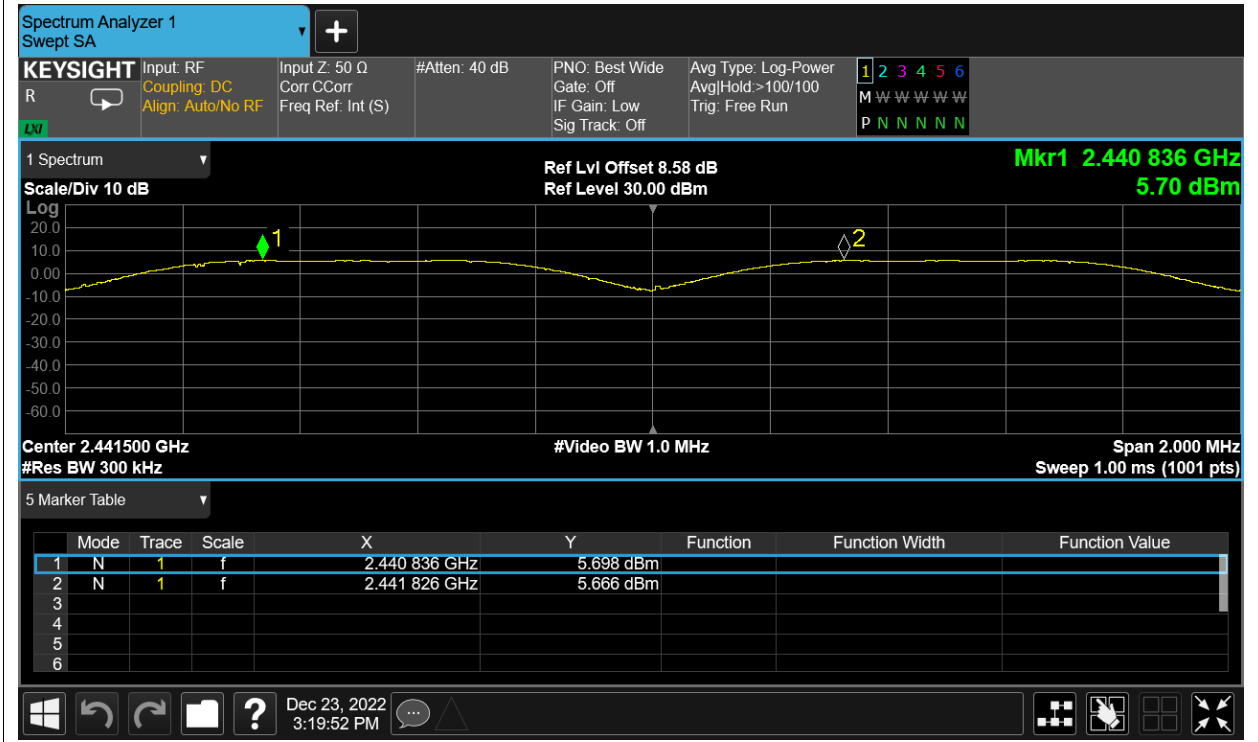 Spectrum Analyzer 1
Swept SA
KEYSIGHT
R
LXI
Input: RF
Coupling: DC
Align: Auto/No RF
Input Z: 50 Ω
Corr CCorr
Freq Ref: Int (S)
#Atten: 40 dB
PNO: Best Wide
Gate: Off
IF Gain: Low
Sig Track: Off
Avg Type: Log-Power
Avg|Hold:>100/100
Trig: Free Run
1 2 3 4 5 6
M W W W W W
P N N N N N
1 Spectrum
Scale/Div 10 dB
Ref Lvl Offset 8.58 dB
Ref Level 30.00 dBm
Mkr1 2.440 836 GHz
5.70 dBm
Log
20.0
10.0
0.00
-10.0
-20.0
-30.0
-40.0
-50.0
-60.0
1
2
Center 2.441500 GHz
#Res BW 300 kHz
#Video BW 1.0 MHz
Span 2.000 MHz
Sweep 1.00 ms (1001 pts)
5 Marker Table
Mode Trace Scale X Y Function Function Width Function Value
1 N 1 f 2.440 836 GHz 5.698 dBm
2 N 1 f 2.441 826 GHz 5.666 dBm
3
4
5
6
?
Dec 23, 2022
3:19:52 PM